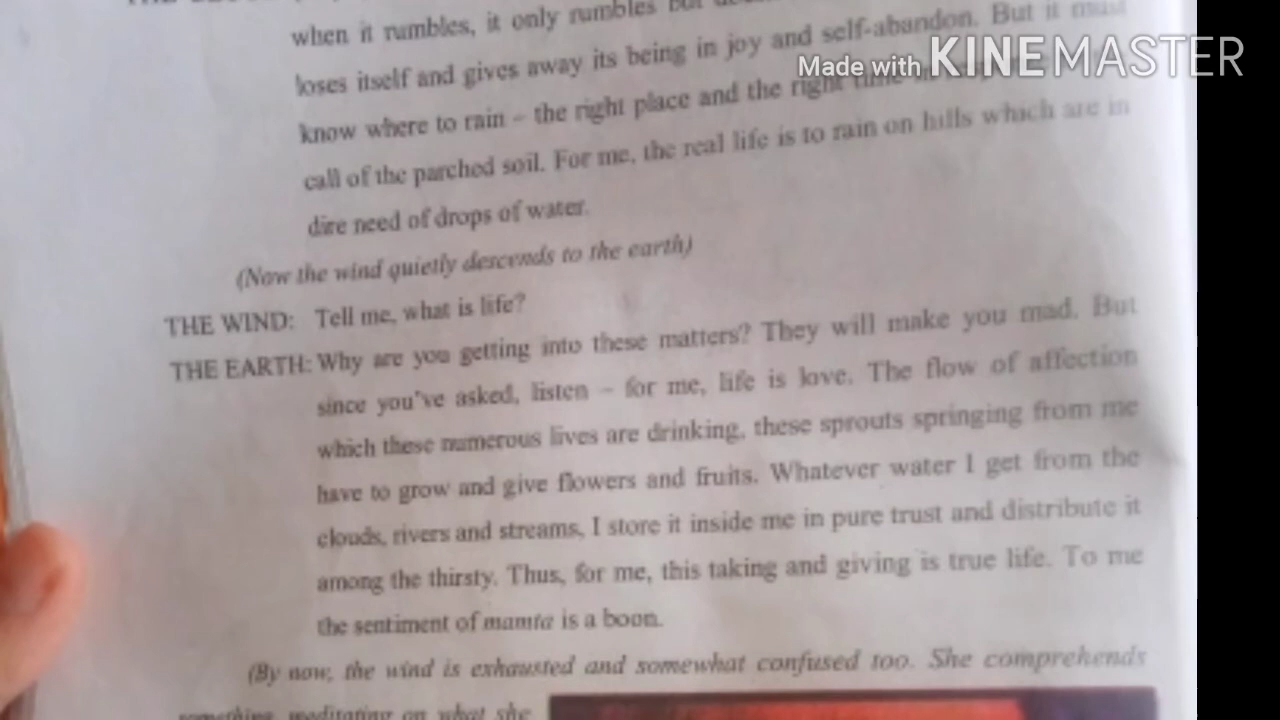 when it rumbles, it only rumbles but
loses itself and gives away its being in joy and self-abandon. But it must
Made with KINEMASTER
know where to rain – the right place and the right time
call of the parched soil. For me, the real life is to rain on hills which are in
dire need of drops of water.
(Now the wind quietly descends to the earth)
THE WIND: Tell me, what is life?
THE EARTH: Why are you getting into these matters? They will make you mad. But
since you've asked, listen – for me, life is love. The flow of affection
which these numerous lives are drinking, these sprouts springing from me
have to grow and give flowers and fruits. Whatever water I get from the
clouds, rivers and streams, I store it inside me in pure trust and distribute it
among the thirsty. Thus, for me, this taking and giving is true life. To me
the sentiment of mamta is a boon.
(By now, the wind is exhausted and somewhat confused too. She comprehends
something, meditating on what she